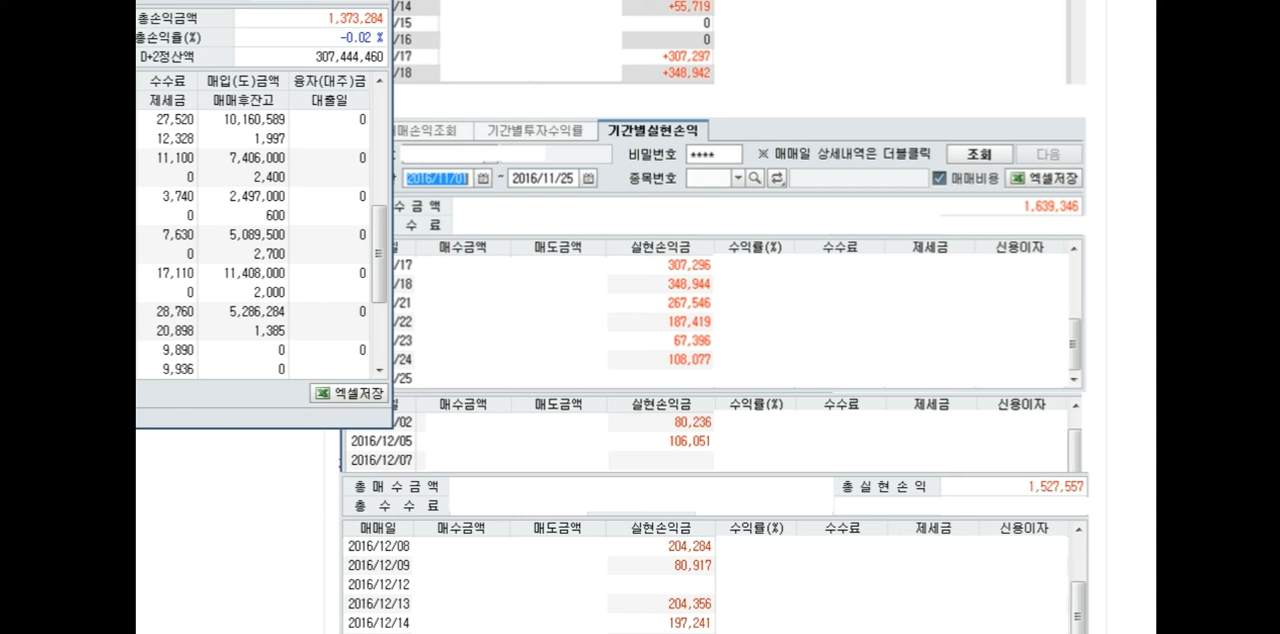 총손익금액 1,373,284
총손익률(%) -0.02 %
D+2정산액 307,444,460
수수료 매입(도)금액 융자(대주)금
제세금 매매후잔고 대출일
27,520 10,160,589 0
12,328 1,997
11,100 7,406,000 0
0 2,400
3,740 2,497,000 0
0 600
7,630 5,089,500 0
0 2,700
17,110 11,408,000 0
0 2,000
28,760 5,286,284 0
20,898 1,385
9,890 0 0
9,936 0
엑셀저장
/14 +55,719
/15 0
/16 0
/17 +307,297
/18 +348,942
매매손익조회 기간별투자수익률 기간별실현손익
비밀번호 **** ※ 매매일 상세내역은 더블클릭 조회 다음
2016/11/01 ~ 2016/11/25 종목번호 매매비용 엑셀저장
수 금 액 1,639,346
수 료
일 매수금액 매도금액 실현손익금 수익률(%) 수수료 제세금 신용이자
/17 307,296
/18 348,944
/21 267,546
/22 187,419
/23 67,396
/24 108,077
/25
일 매수금액 매도금액 실현손익금 수익률(%) 수수료 제세금 신용이자
/02 80,236
2016/12/05 106,051
2016/12/07
총 매 수 금 액 총 실 현 손 익 1,527,557
총 수 수 료
매매일 매수금액 매도금액 실현손익금 수익률(%) 수수료 제세금 신용이자
2016/12/08 204,284
2016/12/09 80,917
2016/12/12
2016/12/13 204,356
2016/12/14 197,241